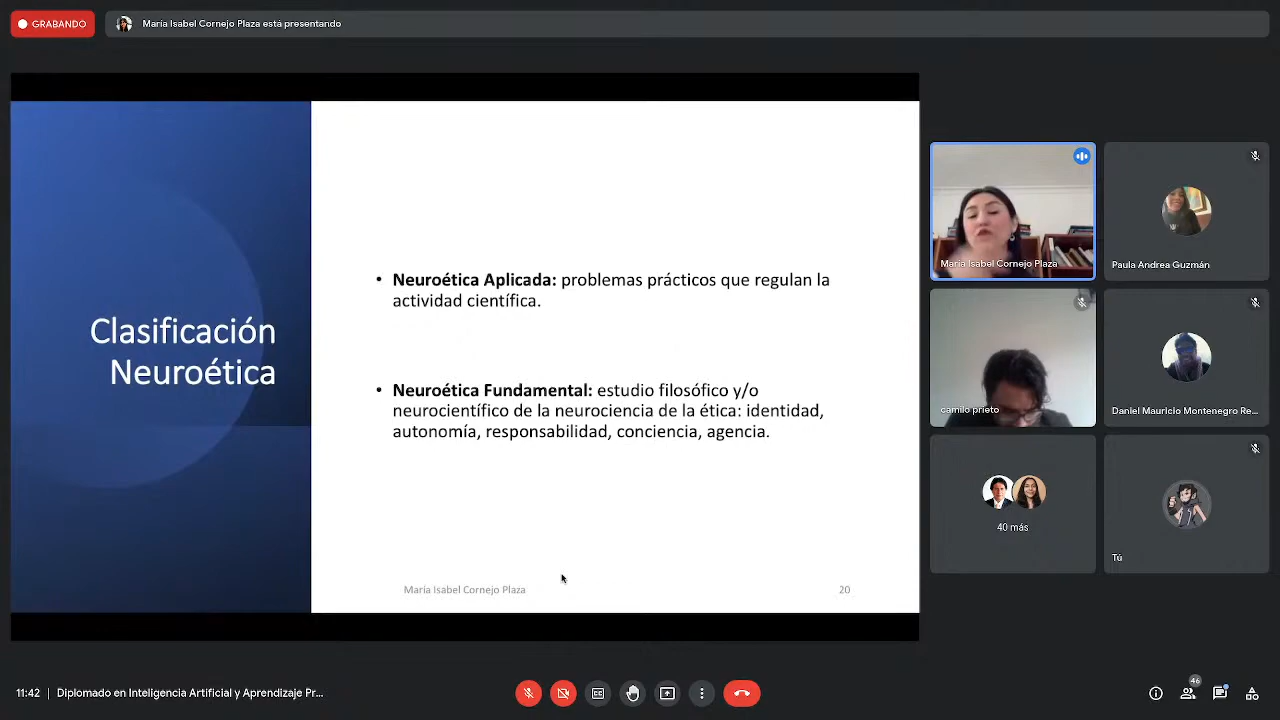 GRABANDO
María Isabel Cornejo Plaza está presentando
Clasificación
Neuroética
• Neuroética Aplicada: problemas prácticos que regulan la
actividad científica.
• Neuroética Fundamental: estudio filosófico y/o
neurocientífico de la neurociencia de la ética: identidad,
autonomía, responsabilidad, conciencia, agencia.
María Isabel Cornejo Plaza
20
María Isabel Cornejo Plaza
Paula Andrea Guzmán
camilo prieto
Daniel Mauricio Montenegro Re...
40 más
Tú
11:42 | Diplomado en Inteligencia Artificial y Aprendizaje Pr...
46